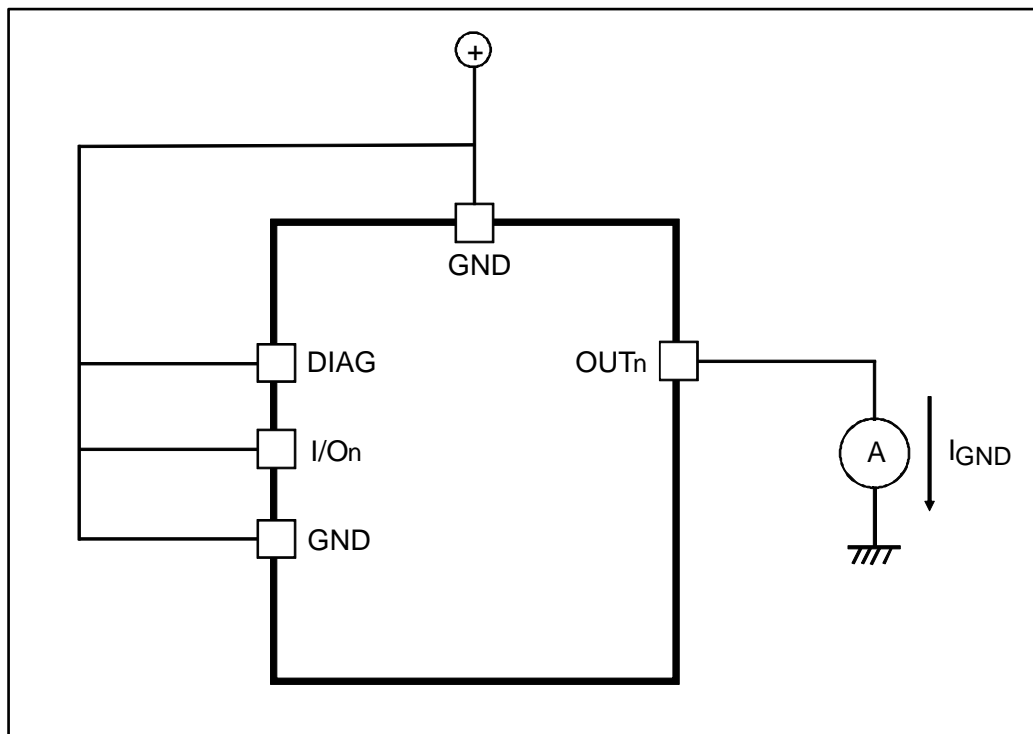 +
GND
DIAG
OUTn
I/On
A
IGND
GND